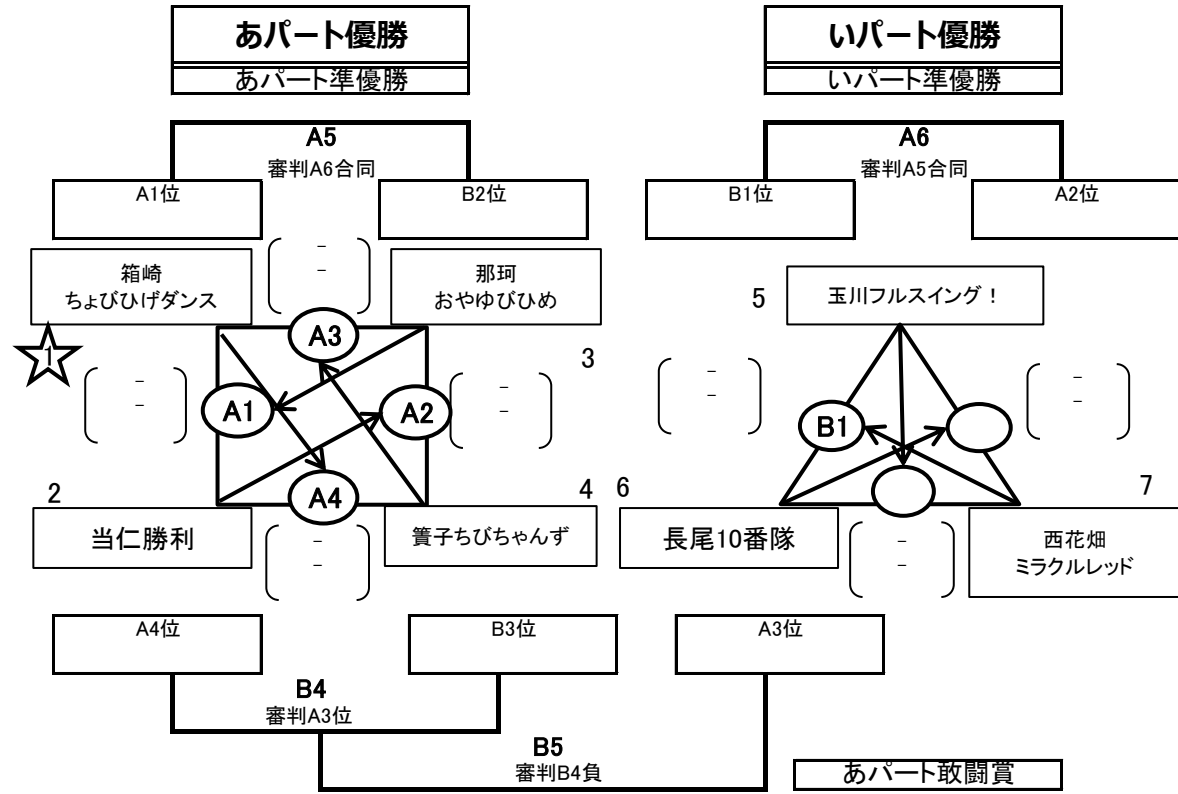 あパート優勝
あパート準優勝
いパート優勝
いパート準優勝
A5
審判A6合同
A6
審判A5合同
A1位
B2位
B1位
A2位
箱崎
ちょびひげダンス
-
-
那珂
おやゆびひめ
5
玉川フルスイング！
1
A3
3
-
-
A1
A2
-
-
-
-
B1
-
-
2
A4
4
6
7
当仁勝利
-
-
簀子ちびちゃんず
長尾10番隊
-
-
西花畑
ミラクルレッド
A4位
B3位
A3位
B4
審判A3位
B5
審判B4負
あパート敢闘賞